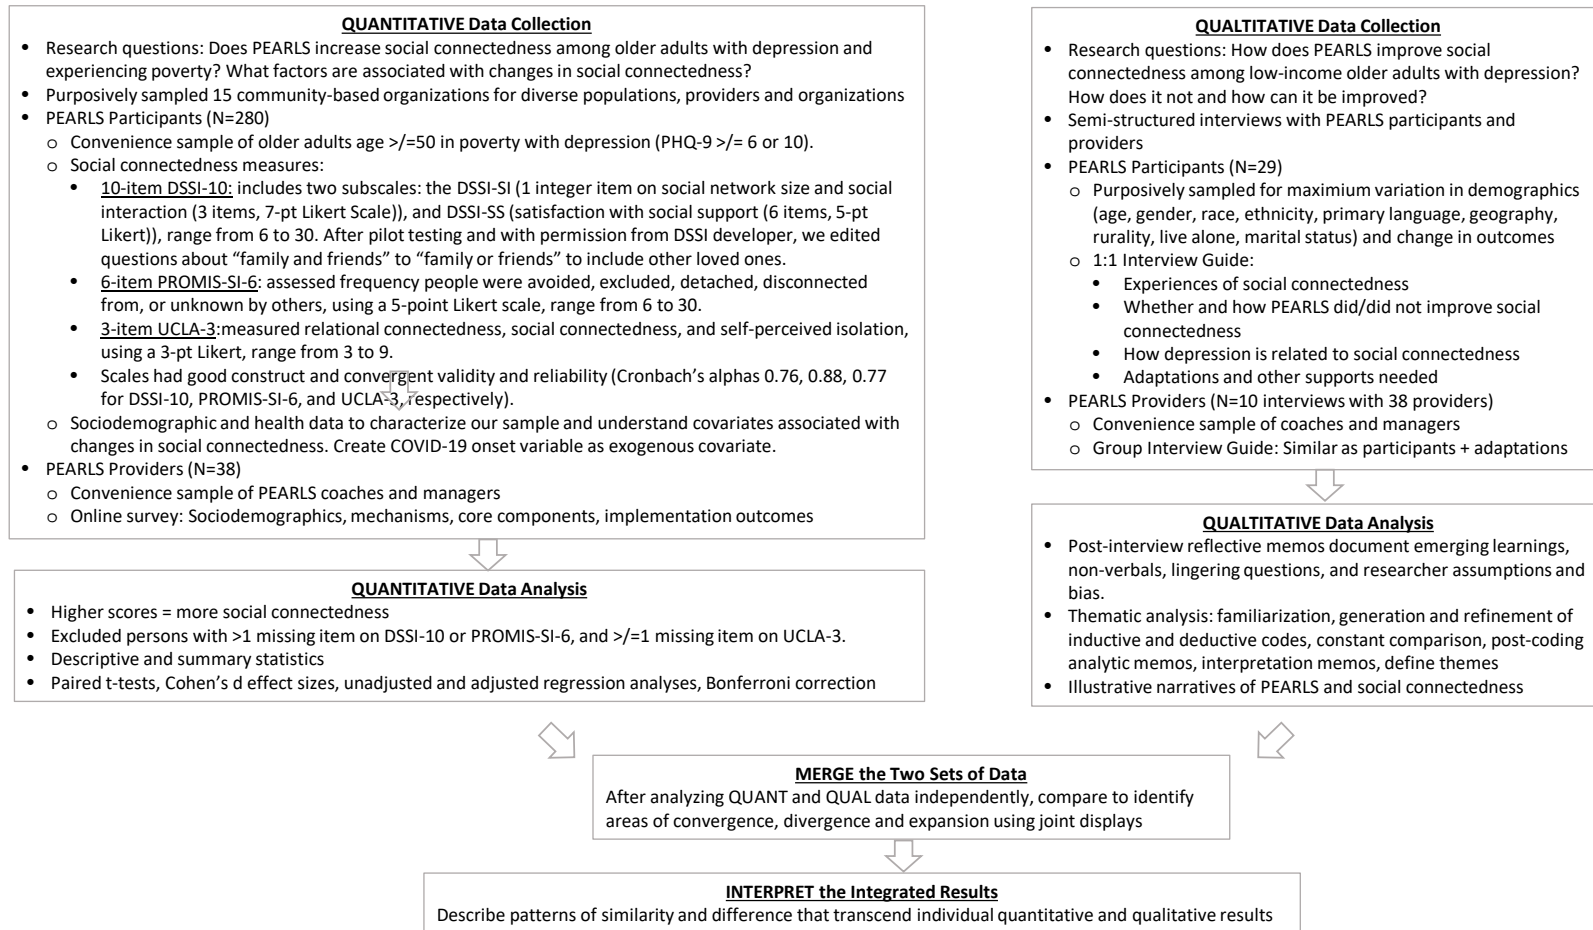 QUANTITATIVE Data Collection
• Research questions: Does PEARLS increase social connectedness among older adults with depression and
experiencing poverty? What factors are associated with changes in social connectedness?
• Purposively sampled 15 community-based organizations for diverse populations, providers and organizations
• PEARLS Participants (N=280)
o Convenience sample of older adults age >/=50 in poverty with depression (PHQ-9 >/= 6 or 10).
o Social connectedness measures:
▪ 10-item DSSI-10: includes two subscales: the DSSI-SI (1 integer item on social network size and social
interaction (3 items, 7-pt Likert Scale)), and DSSI-SS (satisfaction with social support (6 items, 5-pt
Likert)), range from 6 to 30. After pilot testing and with permission from DSSI developer, we edited
questions about “family and friends” to “family or friends” to include other loved ones.
▪ 6-item PROMIS-SI-6: assessed frequency people were avoided, excluded, detached, disconnected
from, or unknown by others, using a 5-point Likert scale, range from 6 to 30.
▪ 3-item UCLA-3:measured relational connectedness, social connectedness, and self-perceived isolation,
using a 3-pt Likert, range from 3 to 9.
▪ Scales had good construct and convergent validity and reliability (Cronbach’s alphas 0.76, 0.88, 0.77
for DSSI-10, PROMIS-SI-6, and UCLA-3, respectively).
o Sociodemographic and health data to characterize our sample and understand covariates associated with
changes in social connectedness. Create COVID-19 onset variable as exogenous covariate.
• PEARLS Providers (N=38)
o Convenience sample of PEARLS coaches and managers
o Online survey: Sociodemographics, mechanisms, core components, implementation outcomes
QUANTITATIVE Data Analysis
• Higher scores = more social connectedness
• Excluded persons with >1 missing item on DSSI-10 or PROMIS-SI-6, and >/=1 missing item on UCLA-3.
• Descriptive and summary statistics
• Paired t-tests, Cohen’s d effect sizes, unadjusted and adjusted regression analyses, Bonferroni correction
QUALTITATIVE Data Collection
• Research questions: How does PEARLS improve social
connectedness among low-income older adults with depression?
How does it not and how can it be improved?
• Semi-structured interviews with PEARLS participants and
providers
• PEARLS Participants (N=29)
o Purposively sampled for maximium variation in demographics
(age, gender, race, ethnicity, primary language, geography,
rurality, live alone, marital status) and change in outcomes
o 1:1 Interview Guide:
▪ Experiences of social connectedness
▪ Whether and how PEARLS did/did not improve social
connectedness
▪ How depression is related to social connectedness
▪ Adaptations and other supports needed
• PEARLS Providers (N=10 interviews with 38 providers)
o Convenience sample of coaches and managers
o Group Interview Guide: Similar as participants + adaptations
QUALTITATIVE Data Analysis
• Post-interview reflective memos document emerging learnings,
non-verbals, lingering questions, and researcher assumptions and
bias.
• Thematic analysis: familiarization, generation and refinement of
inductive and deductive codes, constant comparison, post-coding
analytic memos, interpretation memos, define themes
• Illustrative narratives of PEARLS and social connectedness
MERGE the Two Sets of Data
After analyzing QUANT and QUAL data independently, compare to identify
areas of convergence, divergence and expansion using joint displays
INTERPRET the Integrated Results
Describe patterns of similarity and difference that transcend individual quantitative and qualitative results